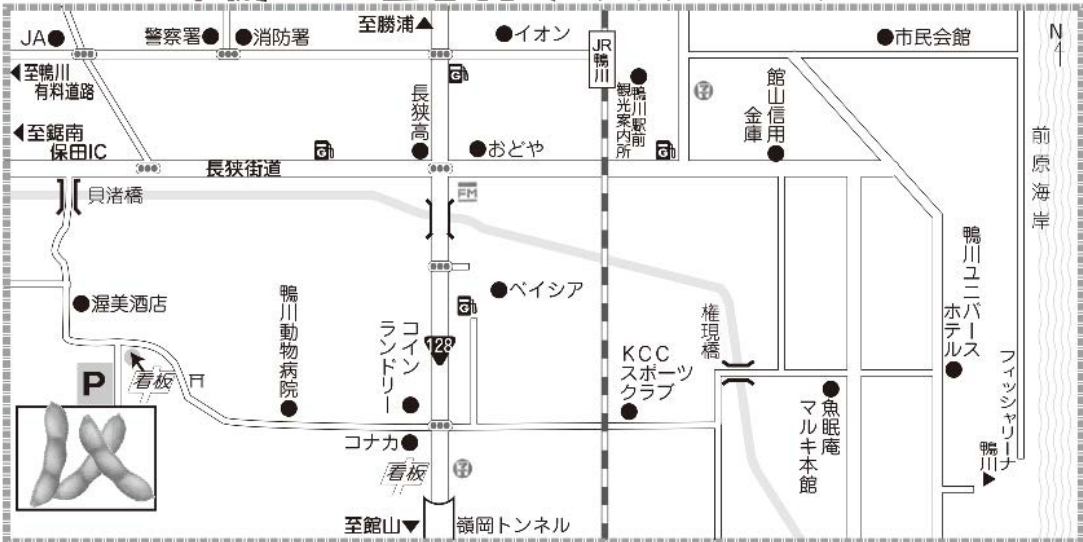 至勝浦▲
JA
警察署
消防署
イオン
JR鴨川
市民会館
N
◀至鴨川
有料道路
◀至鋸南
保田IC
長狭高
おどや
鴨川駅前
観光案内所
館山信用
金庫
前原海岸
長狭街道
貝渚橋
FM
渥美酒店
鴨川動物病院
コイン
ランドリー
128
ベイシア
権現橋
鴨川ユニバース
ホテル
KCC
スポーツ
クラブ
フィッシャリーナ
鴨川▶
魚眠庵
マルキ本館
P
看板
コナカ
看板
至館山▼
嶺岡トンネル
G
G
G
G